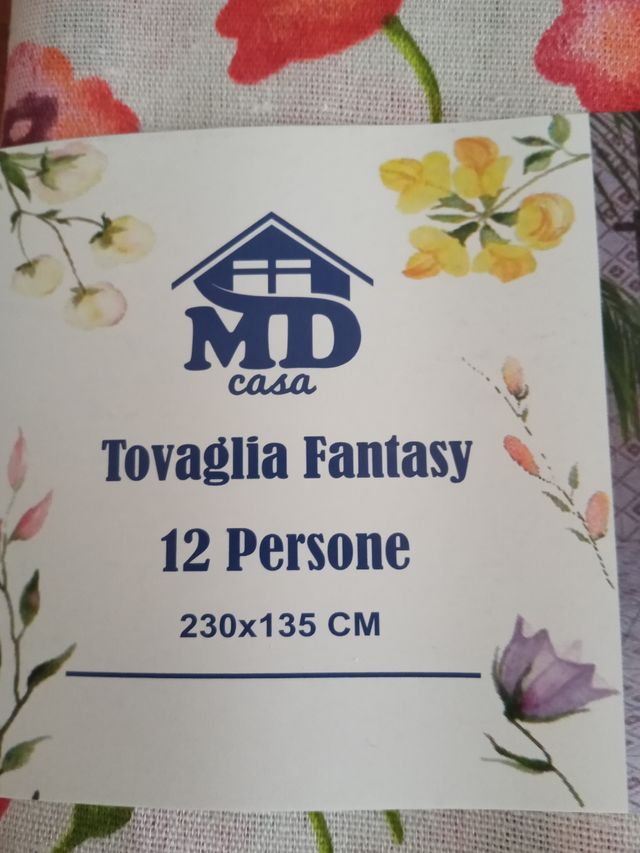 MD
casa
Tovaglia Fantasy
12 Persone
230x135 CM